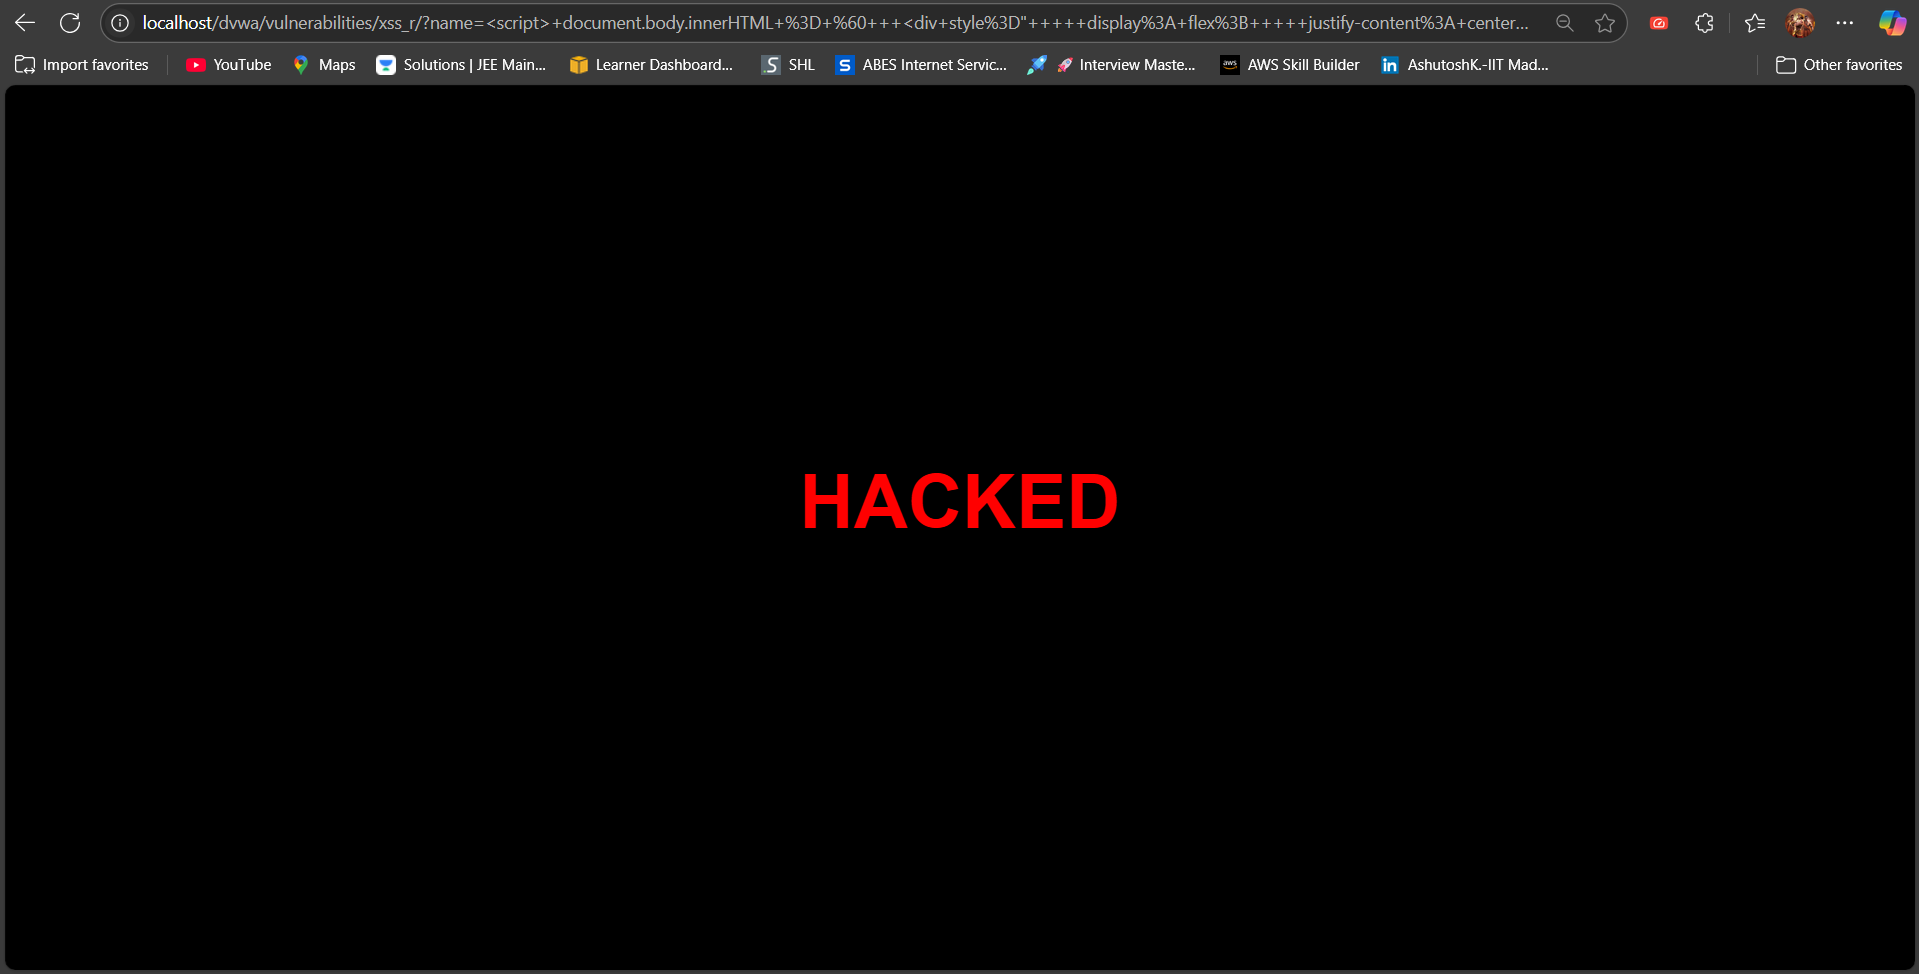 localhost/dvwa/vulnerabilities/xss_r/?name=<script>+document.body.innerHTML+%3D+%60+++<div+style%3D"+++++display%3A+flex%3B+++++justify-content%3A+center...
Import favorites YouTube Maps Solutions | JEE Main... Learner Dashboard... SHL ABES Internet Servic... Interview Maste... aws AWS Skill Builder AshutoshK.-IIT Mad... Other favorites
HACKED